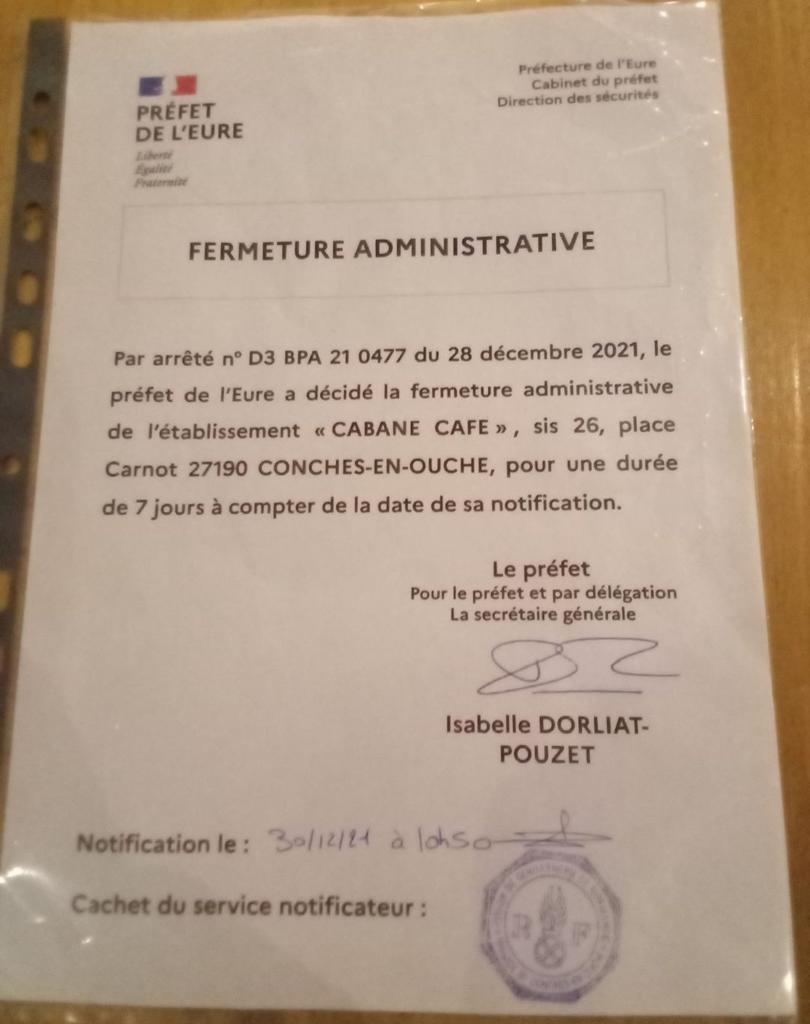 PRÉFET
DE L'EURE
Liberté
Égalité
Fraternité
Préfecture de l'Eure
Cabinet du préfet
Direction des sécurités
FERMETURE ADMINISTRATIVE
Par arrêté n° D3 BPA 21 0477 du 28 décembre 2021, le
préfet de l'Eure a décidé la fermeture administrative
de l'établissement « CABANE CAFE », sis 26, place
Carnot 27190 CONCHES-EN-OUCHE, pour une durée
de 7 jours à compter de la date de sa notification.
Le préfet
Pour le préfet et par délégation
La secrétaire générale
Isabelle DORLIAT-
POUZET
Notification le : 30/12/21 à 10h50
Cachet du service notificateur :
R F